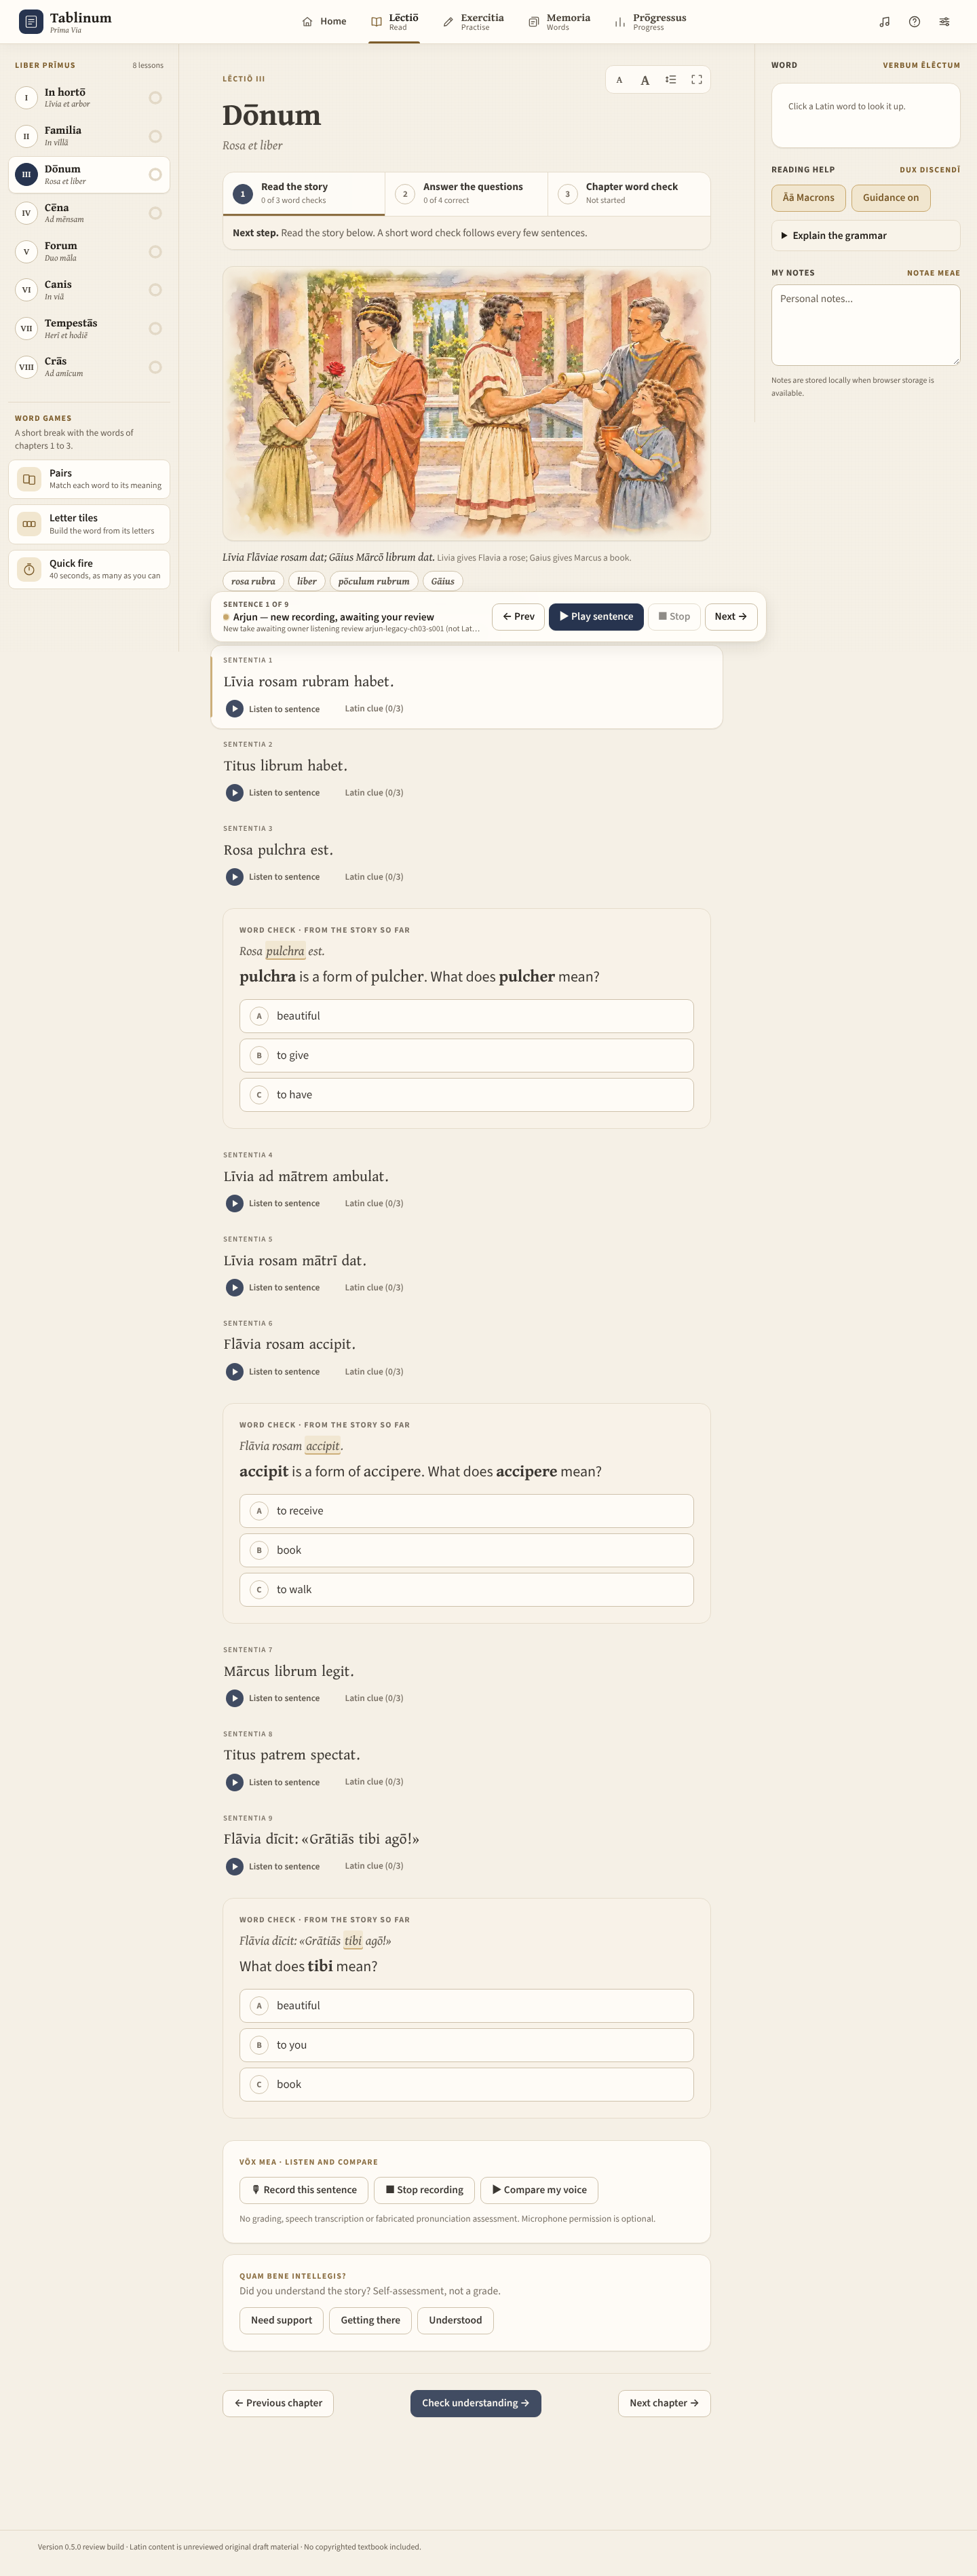 Tablinum
Prīma Via
Home
Lēctiō
Read
Exercitia
Practise
Memoria
Words
Prōgressus
Progress
LIBER PRĪMUS
8 lessons
I
In hortō
Līvia et arbor
II
Familia
In vīllā
III
Dōnum
Rosa et liber
IV
Cēna
Ad mēnsam
V
Forum
Duo māla
VI
Canis
In viā
VII
Tempestās
Herī et hodiē
VIII
Crās
Ad amīcum
WORD GAMES
A short break with the words of
chapters 1 to 3.
Pairs
Match each word to its meaning
Letter tiles
Build the word from its letters
Quick fire
40 seconds, as many as you can
LĒCTIŌ III
A A
Dōnum
Rosa et liber
1
Read the story
0 of 3 word checks
2
Answer the questions
0 of 4 correct
3
Chapter word check
Not started
Next step. Read the story below. A short word check follows every few sentences.
Līvia Flāviae rosam dat; Gāius Mārcō librum dat. Livia gives Flavia a rose; Gaius gives Marcus a book.
rosa rubra
liber
pōculum rubrum
Gāius
SENTENCE 1 OF 9
Arjun — new recording, awaiting your review
New take awaiting owner listening review arjun-legacy-ch03-s001 (not Lat…
← Prev
▶ Play sentence
■ Stop
Next →
SENTENTIA 1
Līvia rosam rubram habet.
Listen to sentence
Latin clue (0/3)
SENTENTIA 2
Titus librum habet.
Listen to sentence
Latin clue (0/3)
SENTENTIA 3
Rosa pulchra est.
Listen to sentence
Latin clue (0/3)
WORD CHECK · FROM THE STORY SO FAR
Rosa pulchra est.
pulchra is a form of pulcher. What does pulcher mean?
A beautiful
B to give
C to have
SENTENTIA 4
Līvia ad mātrem ambulat.
Listen to sentence
Latin clue (0/3)
SENTENTIA 5
Līvia rosam mātrī dat.
Listen to sentence
Latin clue (0/3)
SENTENTIA 6
Flāvia rosam accipit.
Listen to sentence
Latin clue (0/3)
WORD CHECK · FROM THE STORY SO FAR
Flāvia rosam accipit.
accipit is a form of accipere. What does accipere mean?
A to receive
B book
C to walk
SENTENTIA 7
Mārcus librum legit.
Listen to sentence
Latin clue (0/3)
SENTENTIA 8
Titus patrem spectat.
Listen to sentence
Latin clue (0/3)
SENTENTIA 9
Flāvia dīcit: «Grātiās tibi agō!»
Listen to sentence
Latin clue (0/3)
WORD CHECK · FROM THE STORY SO FAR
Flāvia dīcit: «Grātiās tibi agō!»
What does tibi mean?
A beautiful
B to you
C book
VŌX MEA · LISTEN AND COMPARE
Record this sentence
■ Stop recording
▶ Compare my voice
No grading, speech transcription or fabricated pronunciation assessment. Microphone permission is optional.
QUAM BENE INTELLEGIS?
Did you understand the story? Self-assessment, not a grade.
Need support
Getting there
Understood
← Previous chapter
Check understanding →
Next chapter →
WORD
VERBUM ĒLĒCTUM
Click a Latin word to look it up.
READING HELP
DUX DISCENDĪ
Āā Macrons
Guidance on
▶ Explain the grammar
MY NOTES
NOTAE MEAE
Personal notes...
Notes are stored locally when browser storage is
available.
Version 0.5.0 review build · Latin content is unreviewed original draft material · No copyrighted textbook included.